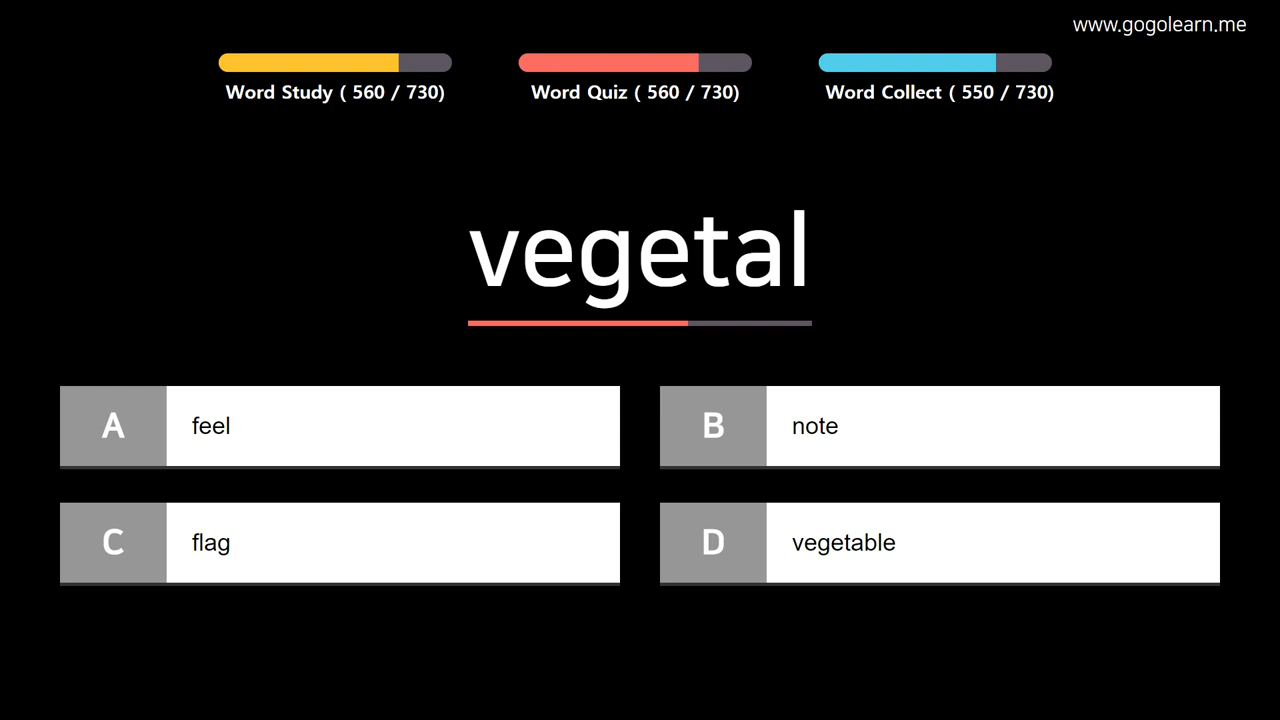 www.gogolearn.me
Word Study ( 560 / 730)
Word Quiz ( 560 / 730)
Word Collect ( 550 / 730)
vegetal
A feel
B note
C flag
D vegetable